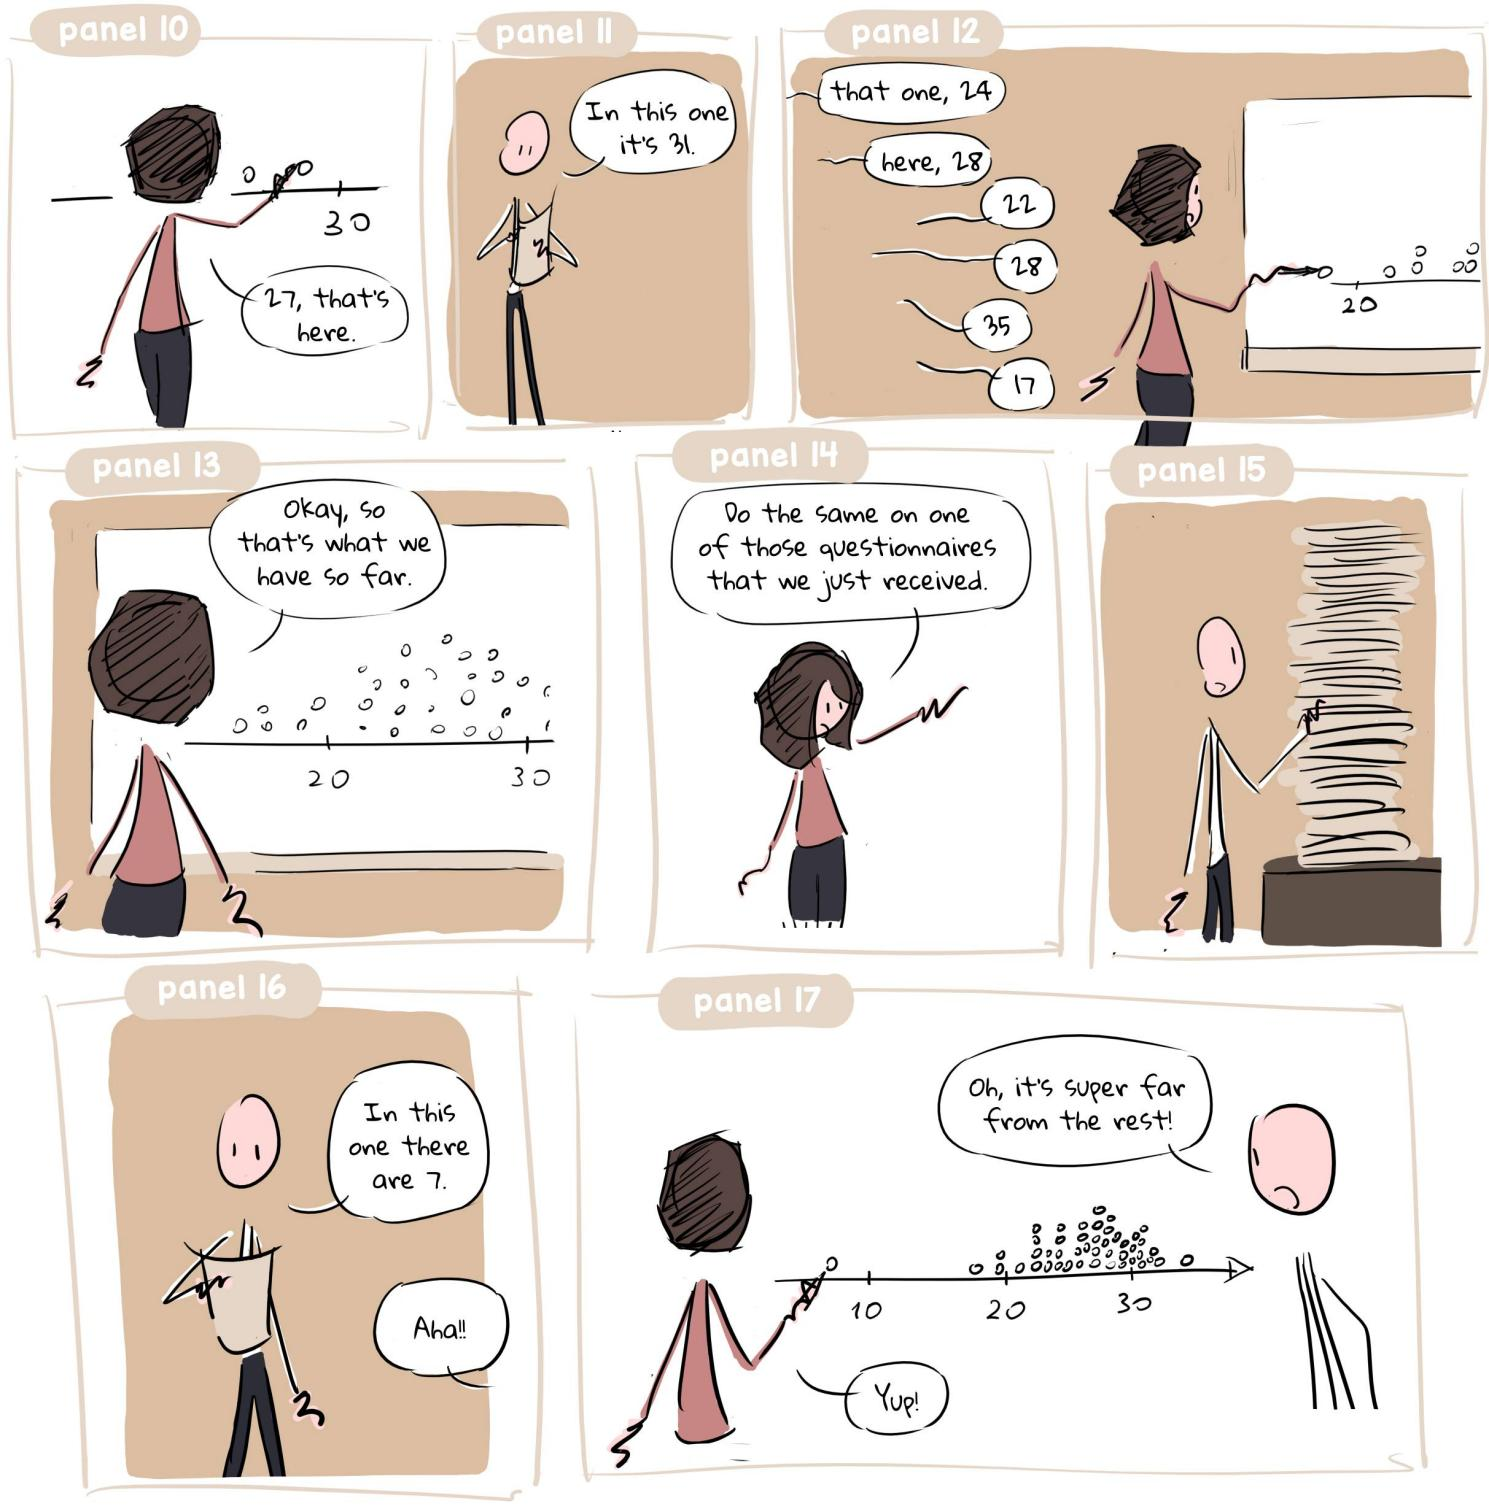 panel 10
30
27, that's
here.
panel 11
In this one
it's 31.
panel 12
that one, 24
here, 28
22
28
35
17
20
panel 13
Okay, so
that's what we
have so far.
20
30
panel 14
Do the same on one
of those questionnaires
that we just received.
panel 15
panel 16
In this
one there
are 7.
Aha!!
panel 17
Oh, it's super far
from the rest!
10
20
30
Yup!